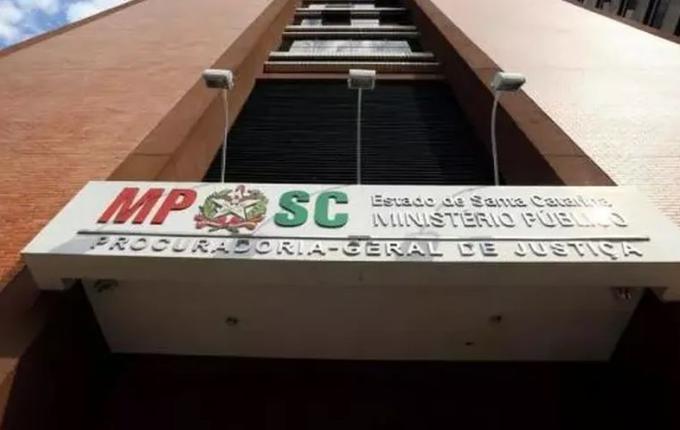 MP SC
Estado de Santa Catarina
MINISTÉRIO PÚBLICO
PROCURADORIA-GERAL DE JUSTIÇA